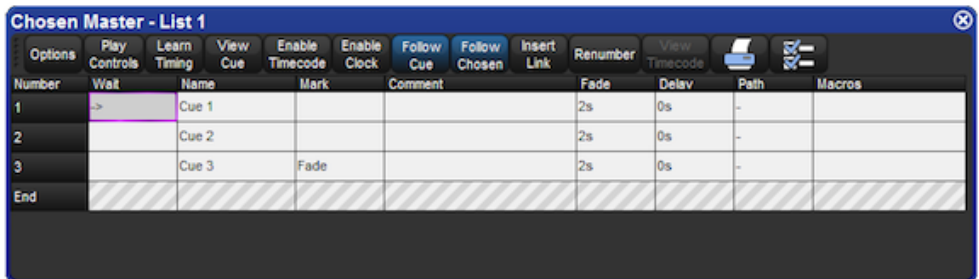 Chosen Master - List 1
Options Play Controls Learn Timing View Cue Enable Timecode Enable Clock Follow Cue Follow Chosen Insert Link Renumber View Timecode
Number Wait Name Mark Comment Fade Delay Path Macros
1 -> Cue 1 2s 0s -
2 Cue 2 2s 0s -
3 Cue 3 Fade 2s 0s -
End